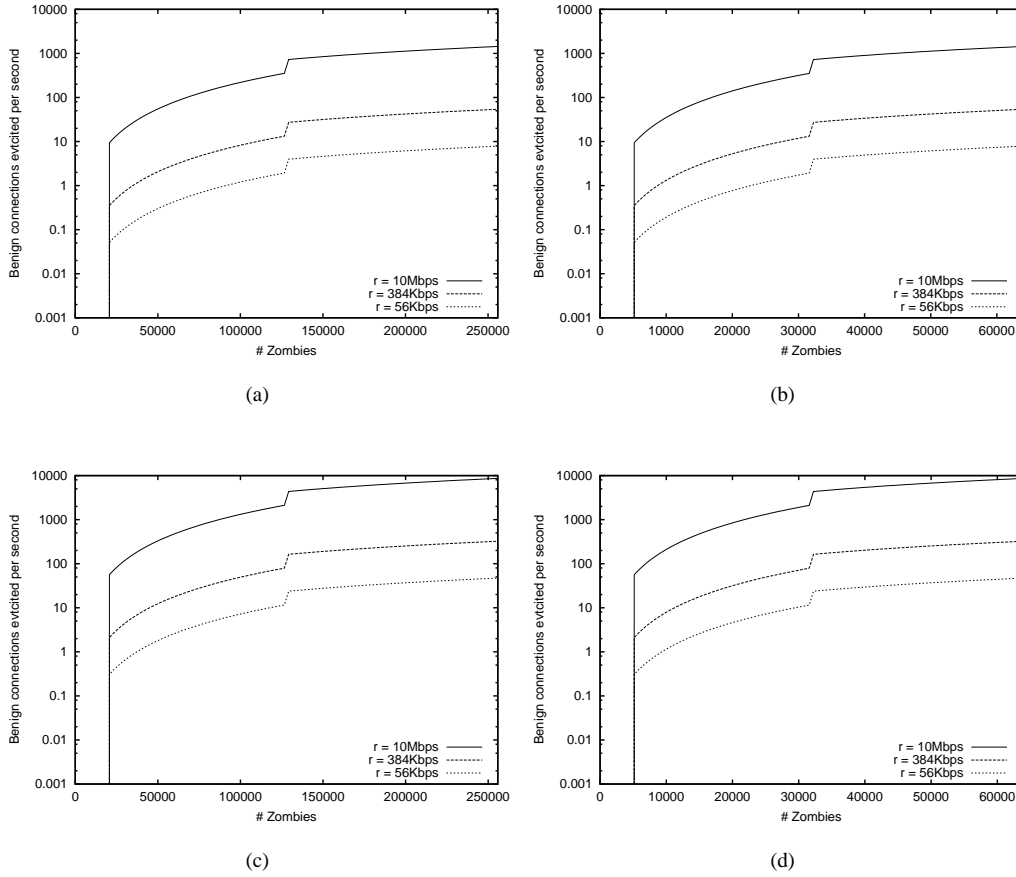 Benign connections evtcited per second
10000
1000
100
10
1
0.1
0.01
0.001
0 50000 100000 150000 200000 250000
# Zombies
r = 10Mbps
r = 384Kbps
r = 56Kbps
(a)
Benign connections evtcited per second
10000
1000
100
10
1
0.1
0.01
0.001
0 10000 20000 30000 40000 50000 60000
# Zombies
r = 10Mbps
r = 384Kbps
r = 56Kbps
(b)
Benign connections evtcited per second
10000
1000
100
10
1
0.1
0.01
0.001
0 50000 100000 150000 200000 250000
# Zombies
r = 10Mbps
r = 384Kbps
r = 56Kbps
(c)
Benign connections evtcited per second
10000
1000
100
10
1
0.1
0.01
0.001
0 10000 20000 30000 40000 50000 60000
# Zombies
r = 10Mbps
r = 384Kbps
r = 56Kbps
(d)